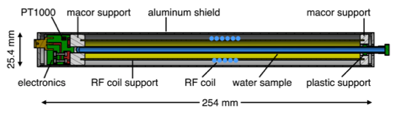 PT1000 macor support aluminum shield macor support
25.4 mm
electronics RF coil support RF coil water sample plastic support
254 mm